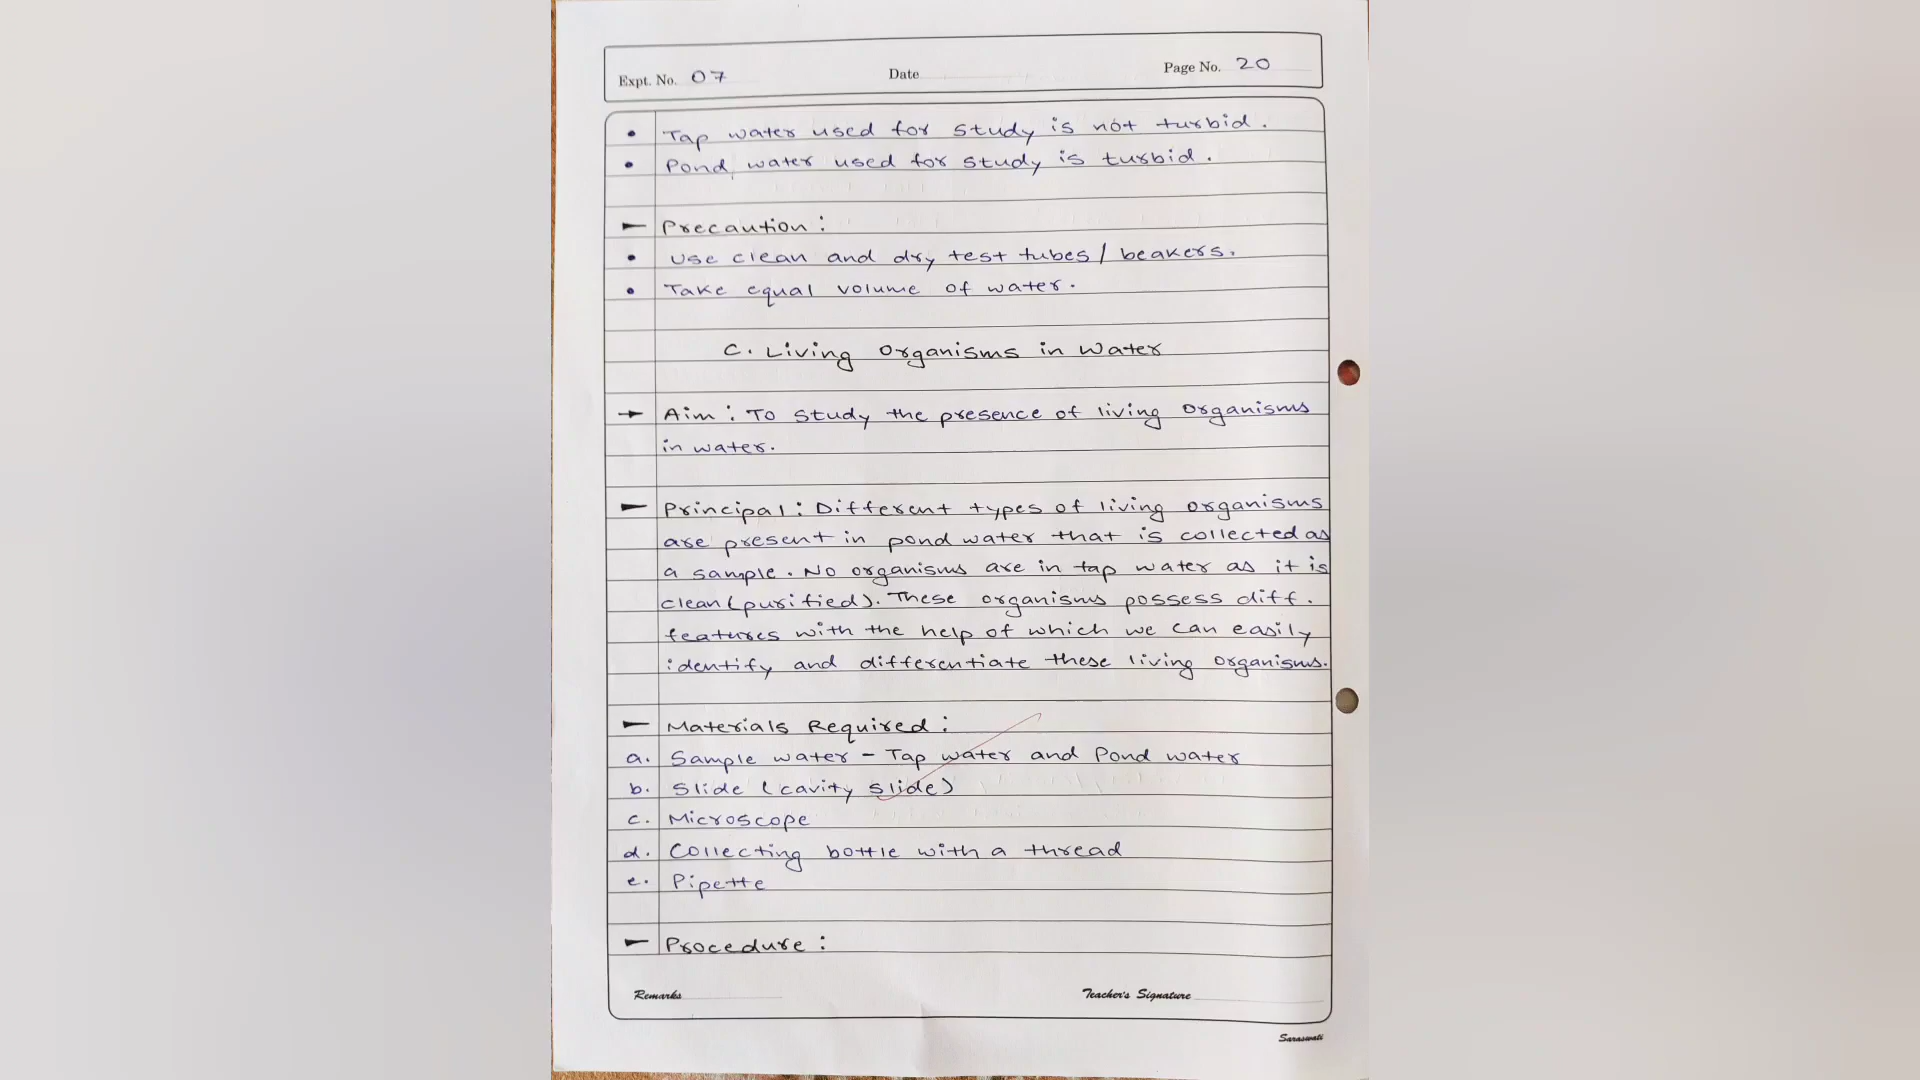 Expt. No. 07 Date Page No. 20
• Tap water used for study is not turbid.
• Pond water used for study is turbid.
– Precaution :
• Use clean and dry test tubes / beakers.
• Take equal volume of water.
C. Living Organisms in Water
→ Aim : To study the presence of living organisms
in water.
– Principal : Different types of living organisms
are present in pond water that is collected as
a sample. No organisms are in tap water as it is
clean (purified). These organisms possess diff.
features with the help of which we can easily
identify and differentiate these living organisms.
– Materials Required :
a. Sample water – Tap water and Pond water
b. Slide (cavity slide)
c. Microscope
d. Collecting bottle with a thread
e. Pipette
– Procedure :
Remarks Teacher's Signature
Saraswati